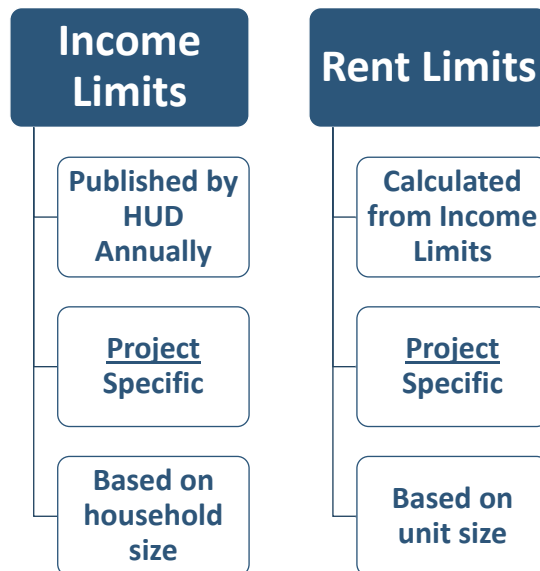 Income
Limits
Published by
HUD
Annually
Project
Specific
Based on
household
size
Rent Limits
Calculated
from Income
Limits
Project
Specific
Based on
unit size